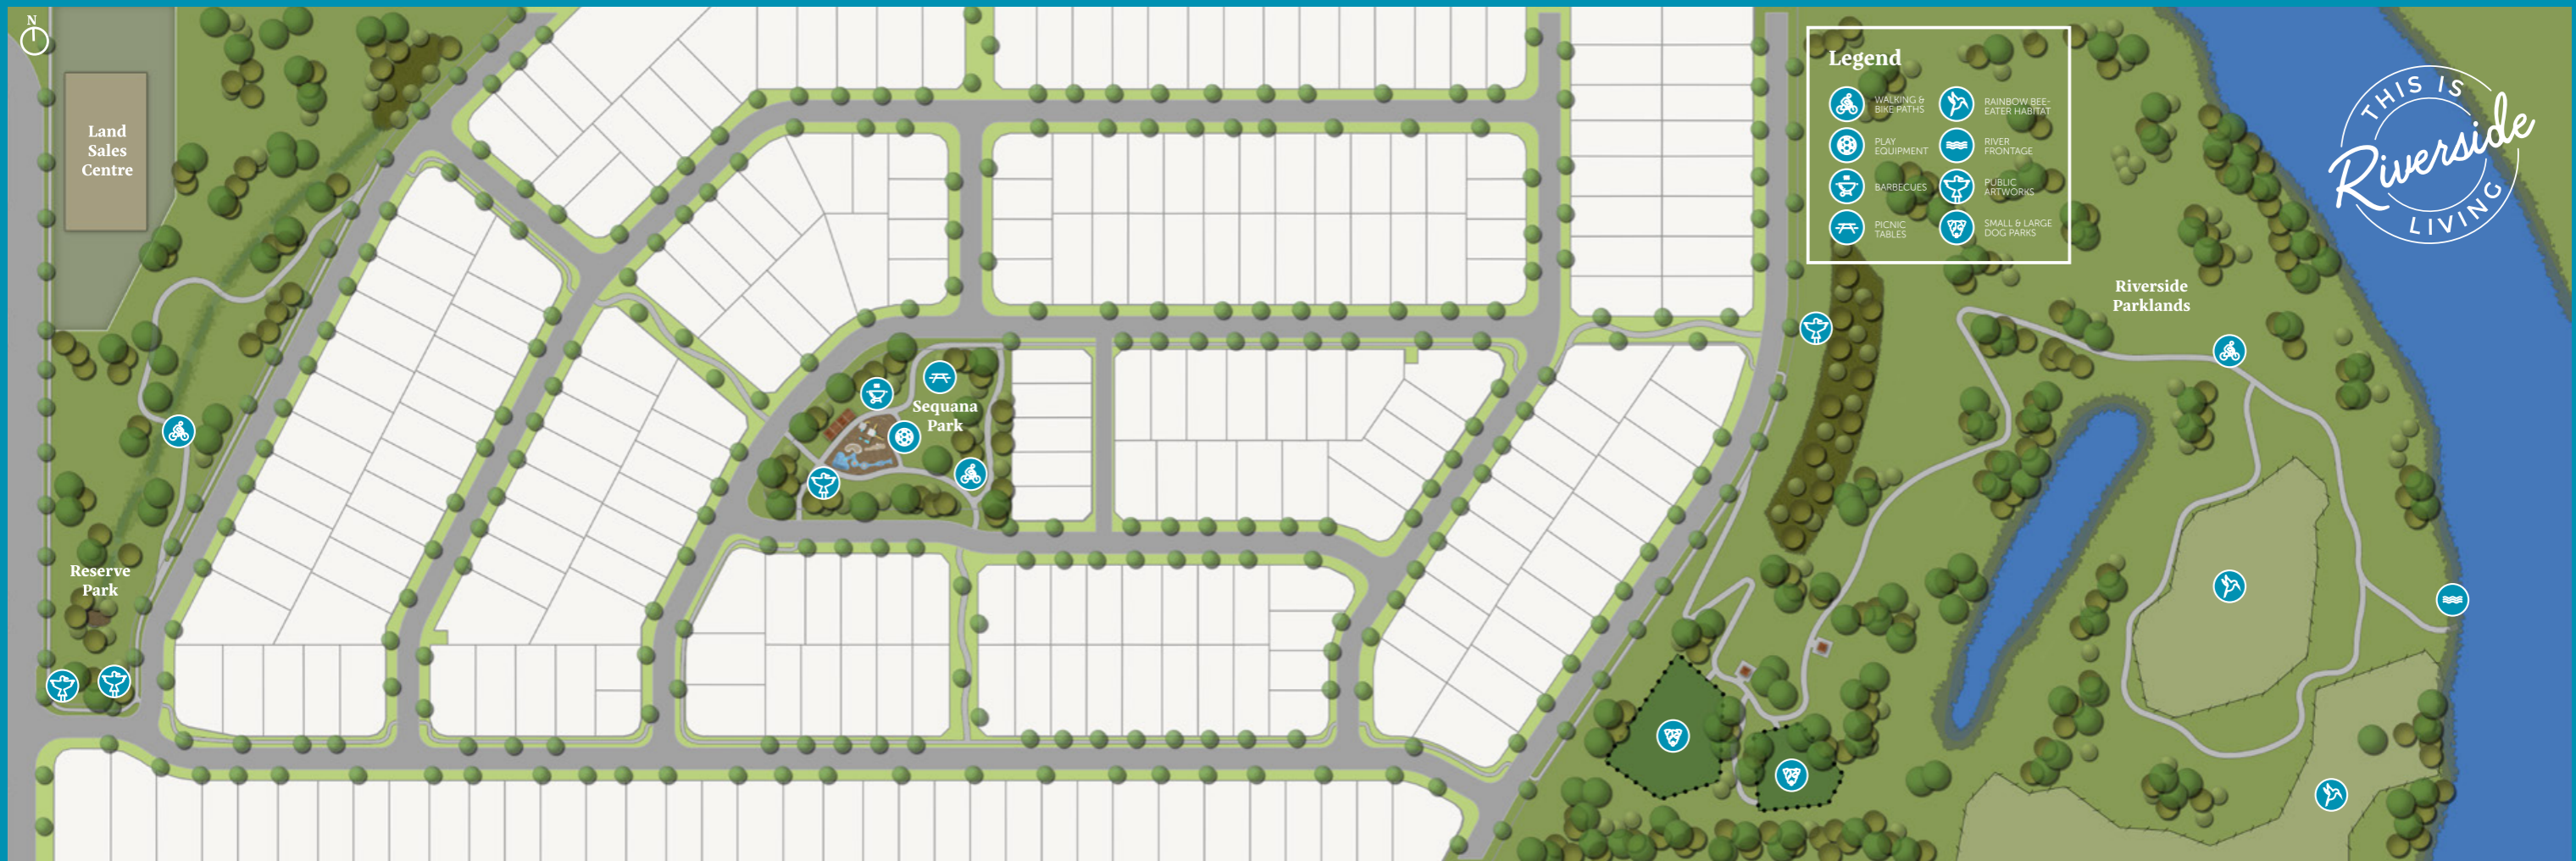 N
Land
Sales
Centre
Reserve
Park
Sequana
Park
Legend
WALKING &
BIKE PATHS
PLAY
EQUIPMENT
BARBECUES
PICNIC
TABLES
RAINBOW BEE-
EATER HABITAT
RIVER
FRONTAGE
PUBLIC
ARTWORKS
SMALL & LARGE
DOG PARKS
Riverside
Parklands
THIS IS
Riverside
LIVING